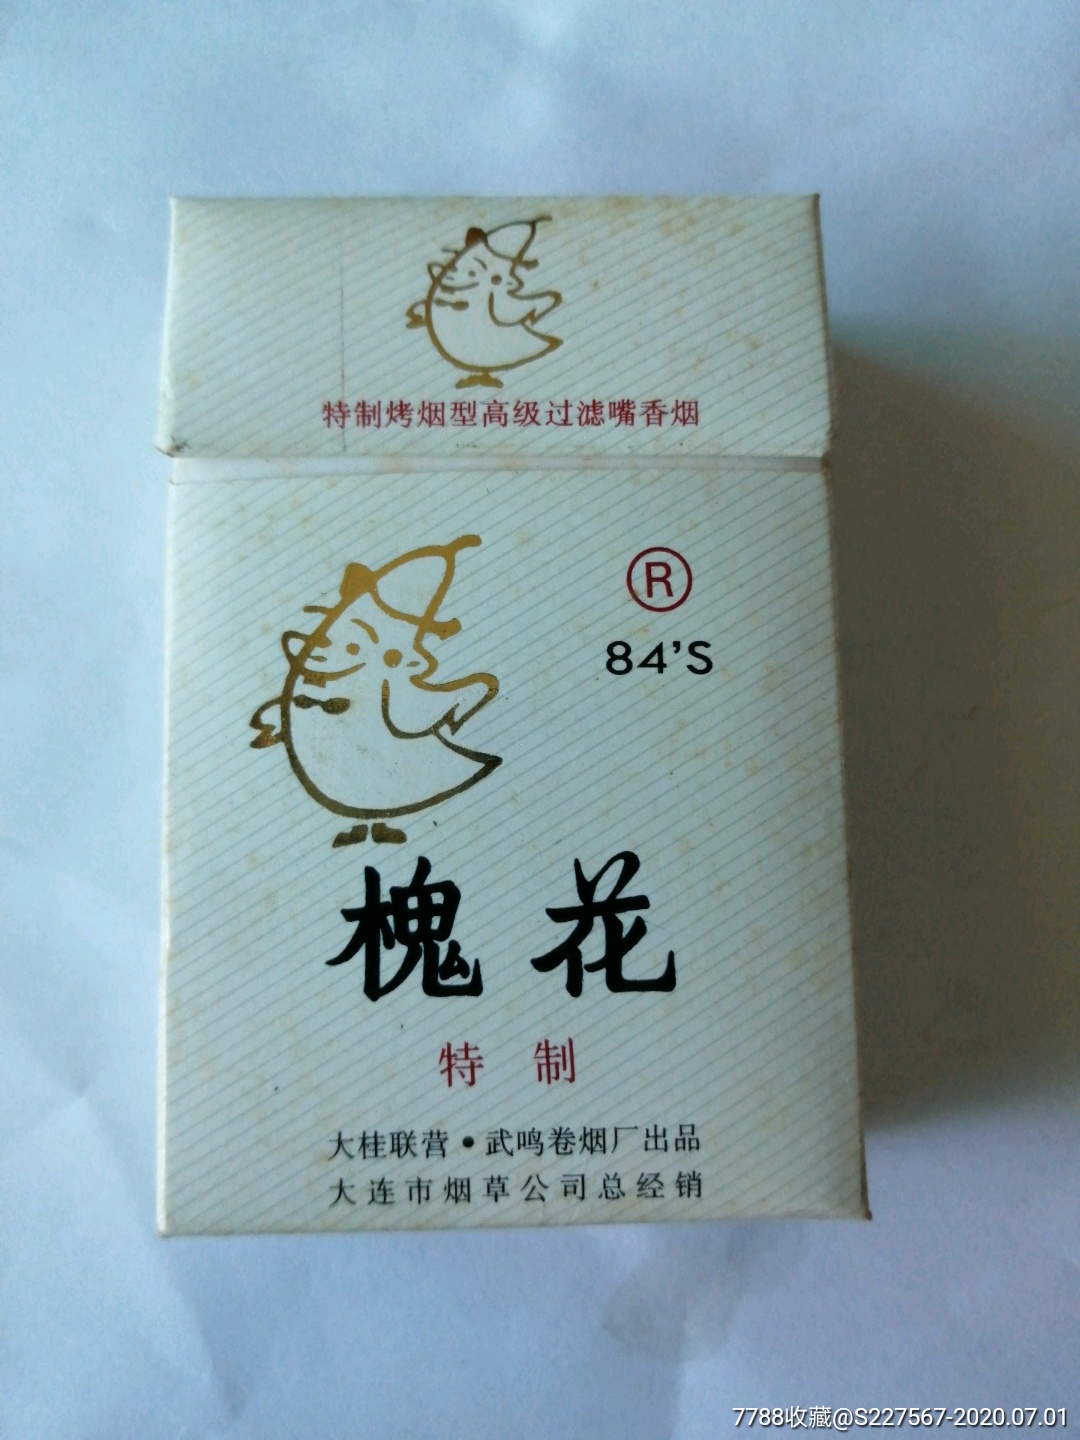 特制烤烟型高级过滤嘴香烟
R
84'S
槐花
特制
大桂联营•武鸣卷烟厂出品
大连市烟草公司总经销
7788收藏@S227567-2020.07.01